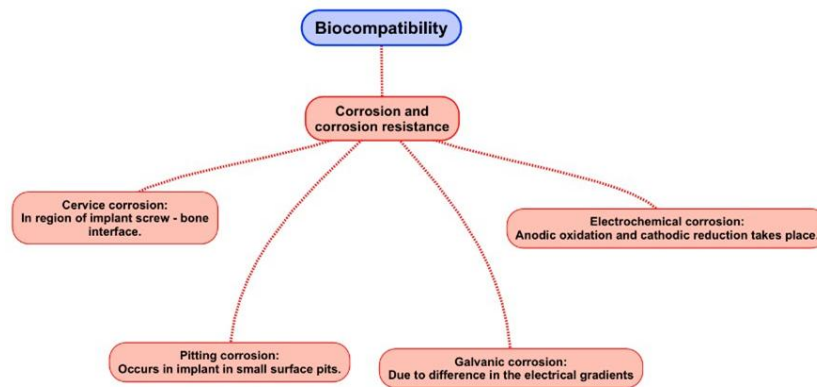 Biocompatibility
Corrosion and
corrosion resistance
Cervice corrosion:
In region of implant screw - bone
interface.
Electrochemical corrosion:
Anodic oxidation and cathodic reduction takes place.
Pitting corrosion:
Occurs in implant in small surface pits.
Galvanic corrosion:
Due to difference in the electrical gradients